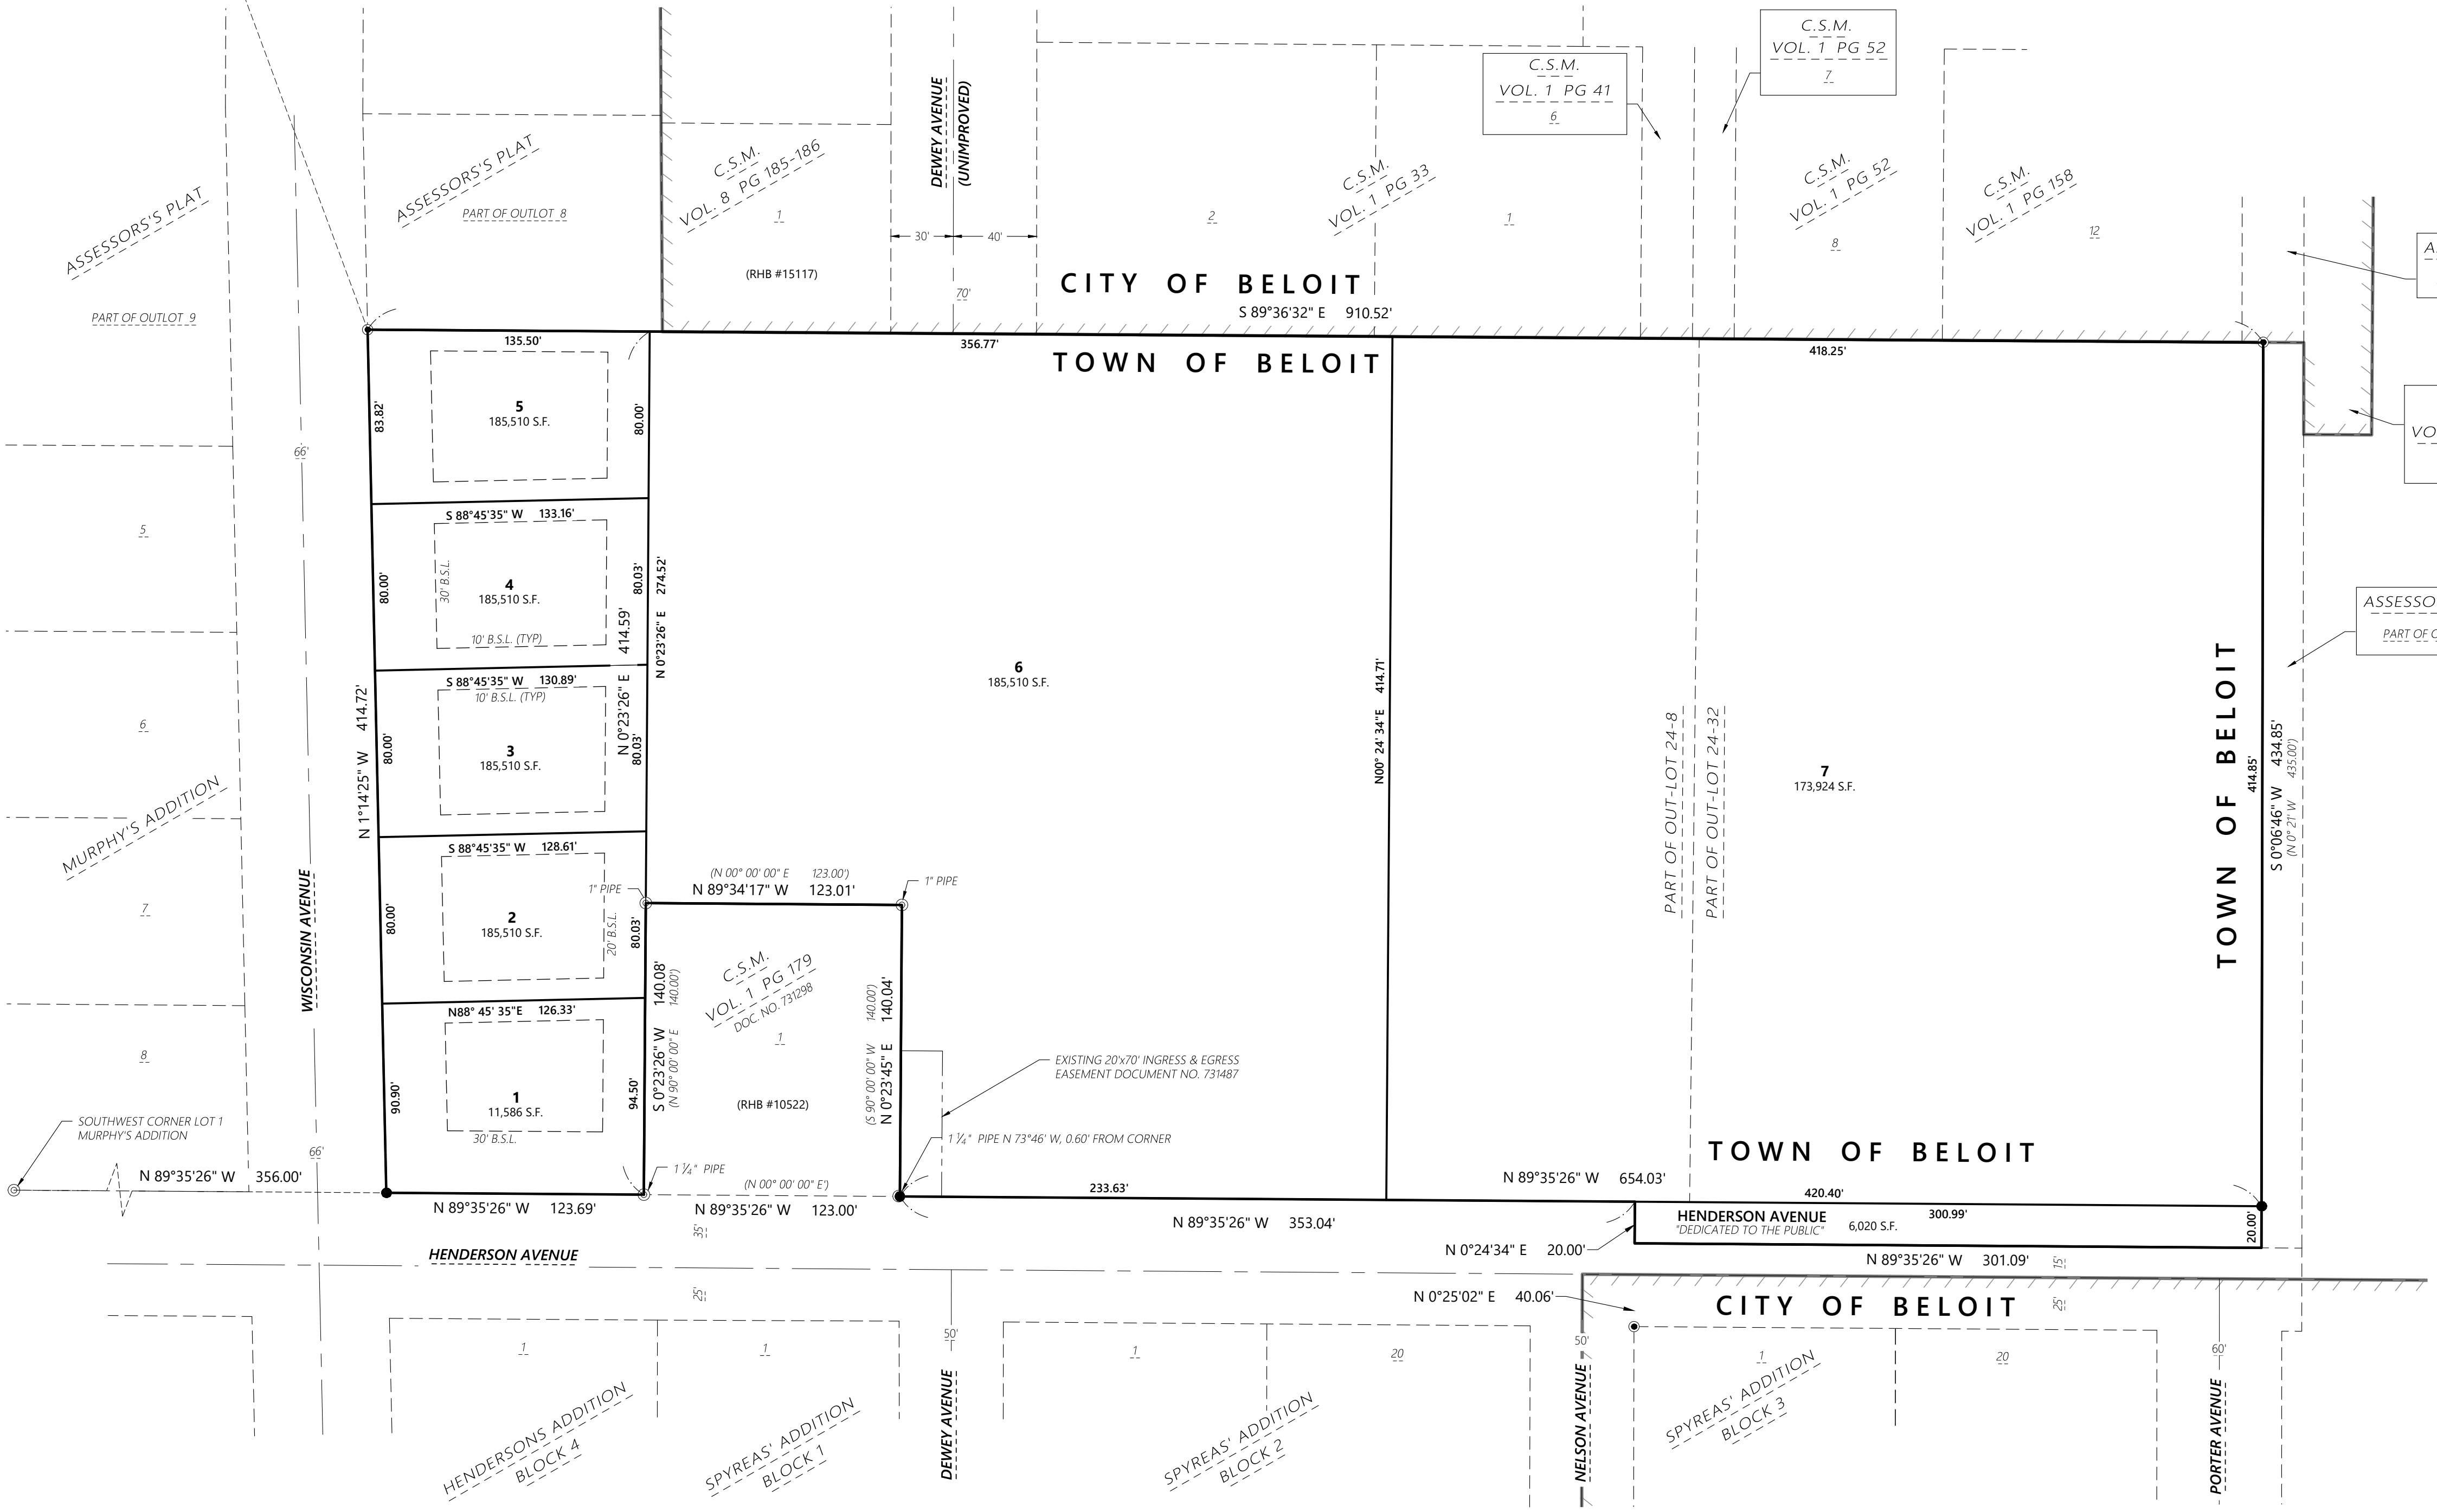 C.S.M.
VOL. 1 PG 52
7
C.S.M.
VOL. 1 PG 41
6
ASSESSORS'S PLAT
PART OF OUTLOT 9
ASSESSORS'S PLAT
PART OF OUTLOT 8
C.S.M.
VOL. 8 PG 185-186
1
(RHB #15117)
DEWEY AVENUE
(UNIMPROVED)
30'
40'
70'
2
C.S.M.
VOL. 1 PG 33
1
C.S.M.
VOL. 1 PG 52
8
C.S.M.
VOL. 1 PG 158
12
CITY OF BELOIT
S 89°36'32" E 910.52'
TOWN OF BELOIT
135.50'
356.77'
418.25'
VO
83.82'
5
185,510 S.F.
80.00'
66'
S 88°45'35" W 133.16'
5
80.00'
30' B.S.L.
4
185,510 S.F.
10' B.S.L. (TYP)
80.03'
414.59'
N 0°23'26" E
N 0°23'26" E 274.52'
S 88°45'35" W 130.89'
10' B.S.L. (TYP)
6
N 1°14'25" W 414.72'
80.00'
3
185,510 S.F.
80.03'
6
185,510 S.F.
N00° 24' 34"E 414.71'
PART OF OUT-LOT 24-8
PART OF OUT-LOT 24-32
7
173,924 S.F.
TOWN OF BELOIT
414.85'
S 0°06'46" W 434.85'
(N 0° 21' W 435.00')
ASSESSO
PART OF
MURPHY'S ADDITION
S 88°45'35" W 128.61'
7
WISCONSIN AVENUE
80.00'
2
185,510 S.F.
20' B.S.L.
80.03'
1" PIPE
(N 00° 00' 00" E 123.00')
N 89°34'17" W 123.01'
1" PIPE
N88° 45' 35"E 126.33'
8
90.90'
1
11,586 S.F.
30' B.S.L.
94.50'
S 0°23'26" W 140.08'
(N 90° 00' 00" E 140.00')
C.S.M.
VOL. 1 PG 179
DOC. NO. 731298
1
(RHB #10522)
(S 90° 00' 00" W 140.00')
N 0°23'45" E 140.04'
EXISTING 20'x70' INGRESS & EGRESS
EASEMENT DOCUMENT NO. 731487
1 ¼" PIPE N 73°46' W, 0.60' FROM CORNER
SOUTHWEST CORNER LOT 1
MURPHY'S ADDITION
66'
N 89°35'26" W 356.00'
1 ¼" PIPE
(N 00° 00' 00" E')
N 89°35'26" W 123.69'
N 89°35'26" W 123.00'
233.63'
N 89°35'26" W 353.04'
TOWN OF BELOIT
N 89°35'26" W 654.03'
420.40'
HENDERSON AVENUE
"DEDICATED TO THE PUBLIC"
6,020 S.F.
300.99'
20.00'
N 0°24'34" E 20.00'
N 89°35'26" W 301.09'
15'
35'
HENDERSON AVENUE
25'
N 0°25'02" E 40.06'
CITY OF BELOIT
25'
1
HENDERSONS ADDITION
BLOCK 4
1
SPYREAS' ADDITION
BLOCK 1
50'
DEWEY AVENUE
1
20
SPYREAS' ADDITION
BLOCK 2
50'
NELSON AVENUE
1
20
SPYREAS' ADDITION
BLOCK 3
60'
PORTER AVENUE